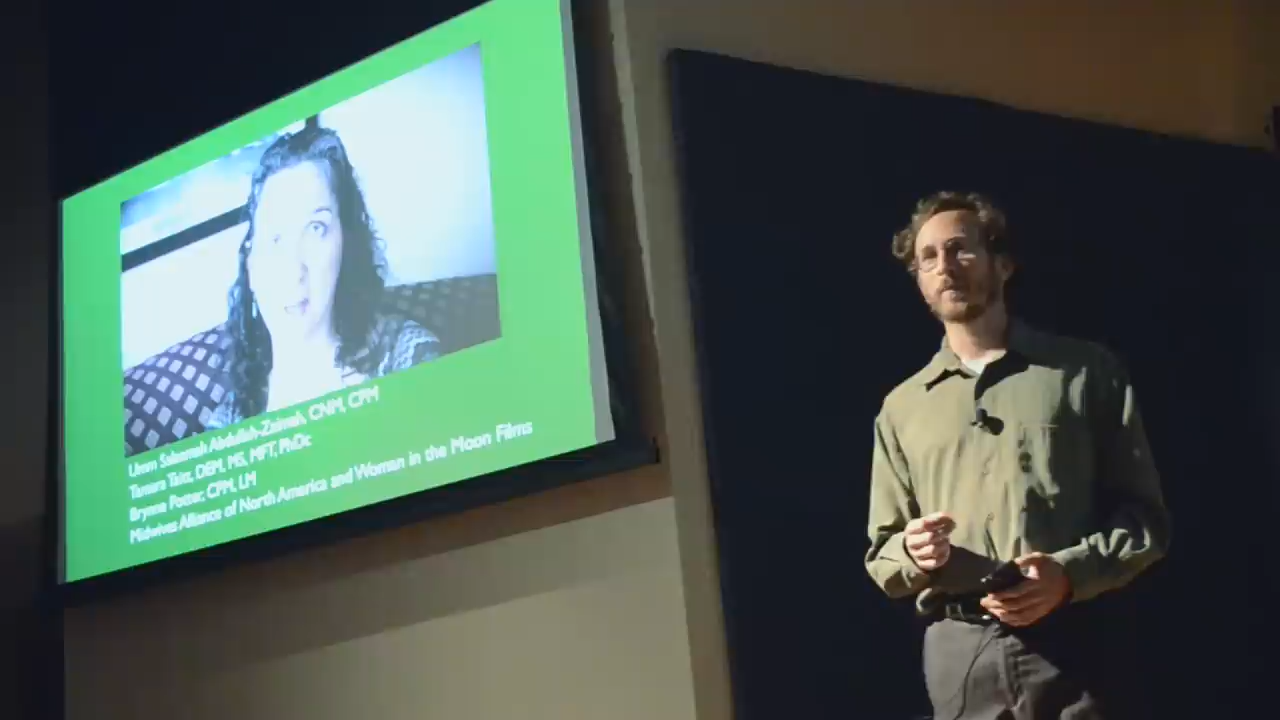 Umm Salaamah Abdullah-Zaimah, CNM, CPM
Tamara Taitt, DEM, MS, MFT, PhDc
Brynne Potter, CPM, LM
Midwives Alliance of North America and Woman in the Moon Films